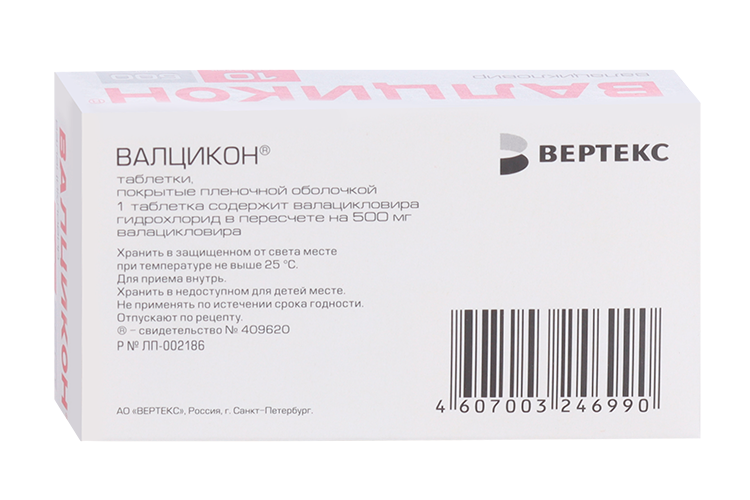 валацикловир
10
500
ВАЛЦИКОН®
ВАЛЦИКОН
ВАЛЦИКОН®
таблетки,
покрытые пленочной оболочкой
1 таблетка содержит валацикловира
гидрохлорид в пересчете на 500 мг
валацикловира
ВЕРТЕКС
Хранить в защищенном от света месте
при температуре не выше 25 °С.
Для приема внутрь.
Хранить в недоступном для детей месте.
Не применять по истечении срока годности.
Отпускают по рецепту.
® – свидетельство № 409620
Р № ЛП-002186
АО «ВЕРТЕКС», Россия, г. Санкт-Петербург.
4 607003 246990